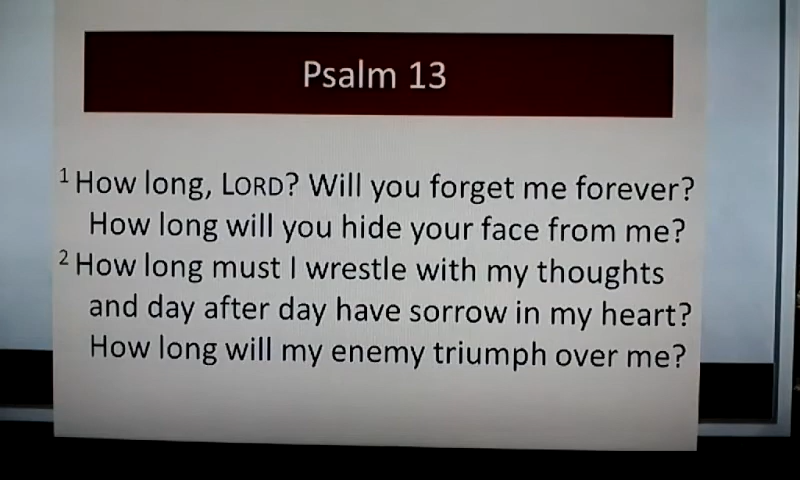 Psalm 13
1 How long, LORD? Will you forget me forever?
How long will you hide your face from me?
2 How long must I wrestle with my thoughts
and day after day have sorrow in my heart?
How long will my enemy triumph over me?